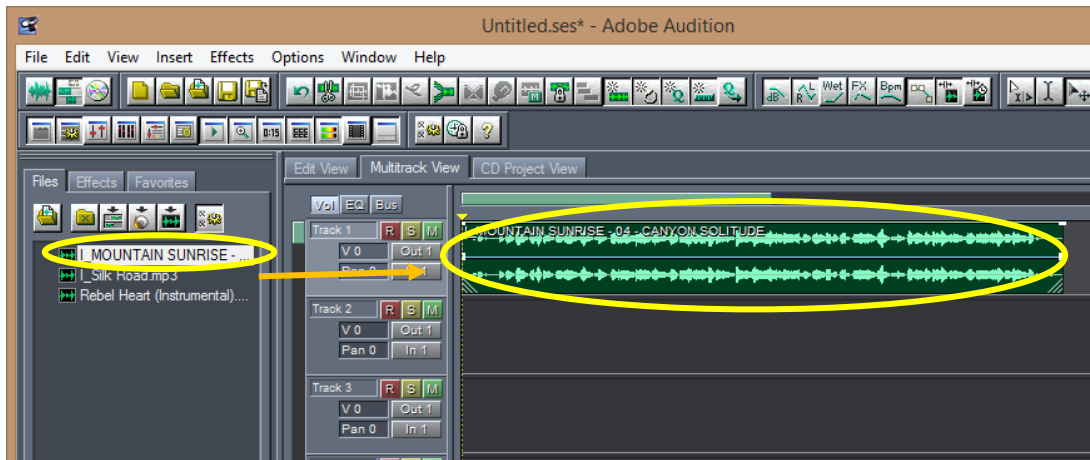 Untitled.ses* - Adobe Audition
File Edit View Insert Effects Options Window Help
Wet FX Bpm
0:15
Edit View Multitrack View CD Project View
Files Effects Favorites
Vol EQ Bus
I_MOUNTAIN SUNRISE - ...
I_Silk Road.mp3
Rebel Heart (Instrumental)....
Track 1 R S M
MOUNTAIN SUNRISE - 04 - CANYON SOLITUDE
V 0 Out 1
Pan 0
Track 2 R S M
V 0 Out 1
Pan 0 In 1
Track 3 R S M
V 0 Out 1
Pan 0 In 1